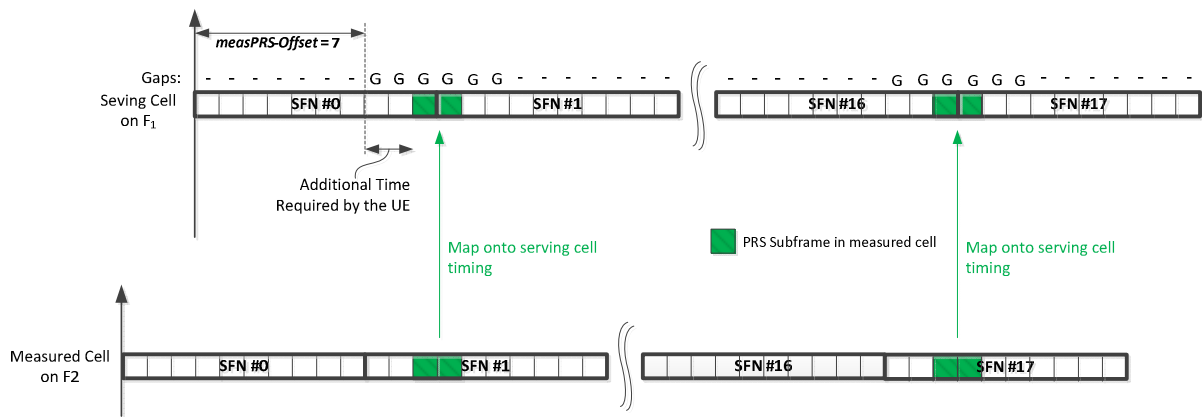 measPRS-Offset = 7
Gaps: - - - - - - - G G G G G G - - - - - - - - - - - - - - G G G G G G - - - - - - -
Seving Cell
on F1
SFN #0 SFN #1 SFN #16 SFN #17
Additional Time
Required by the UE
Map onto serving cell
timing
PRS Subframe in measured cell
Map onto serving cell
timing
Measured Cell
on F2
SFN #0 SFN #1 SFN #16 SFN #17